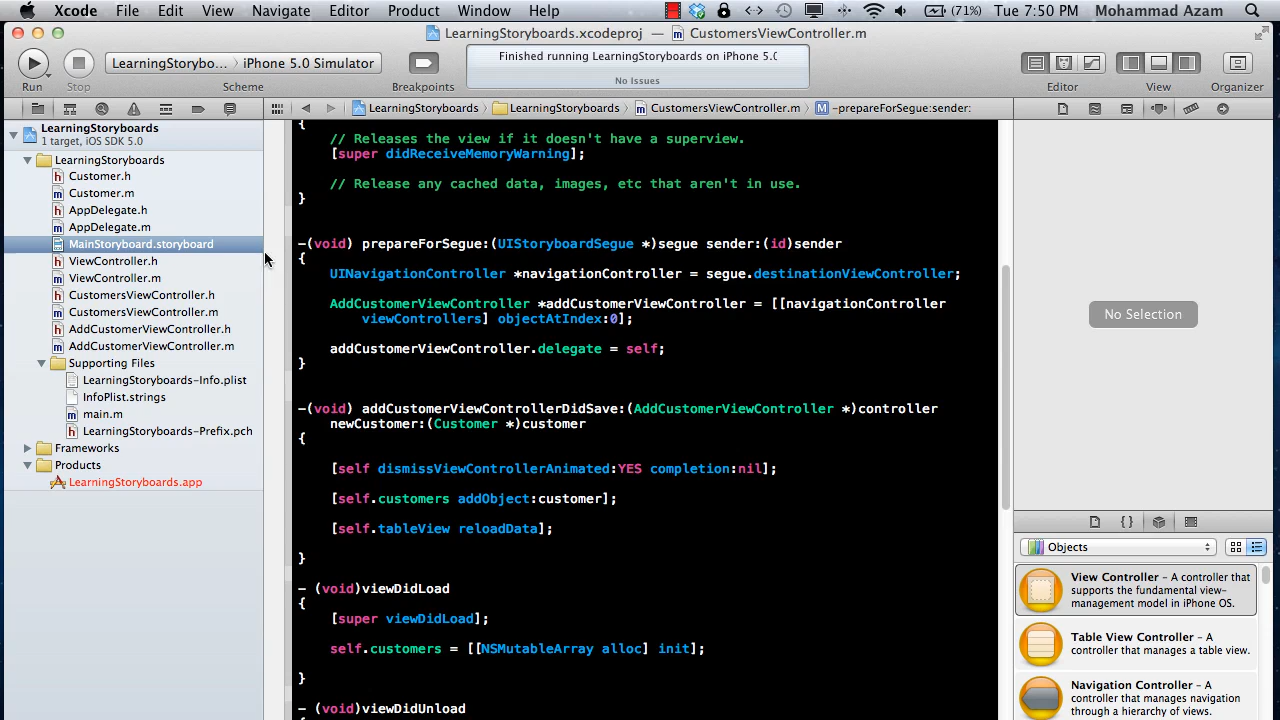 Xcode File Edit View Navigate Editor Product Window Help (71%) Tue 7:50 PM Mohammad Azam
LearningStoryboards.xcodeproj — CustomersViewController.m
LearningStorybo... iPhone 5.0 Simulator
Finished running LearningStoryboards on iPhone 5.0
No Issues
Run Stop Scheme Breakpoints Editor View Organizer
LearningStoryboards LearningStoryboards CustomersViewController.m -prepareForSegue:sender:
LearningStoryboards
1 target, iOS SDK 5.0
LearningStoryboards
Customer.h
Customer.m
AppDelegate.h
AppDelegate.m
MainStoryboard.storyboard
ViewController.h
ViewController.m
CustomersViewController.h
CustomersViewController.m
AddCustomerViewController.h
AddCustomerViewController.m
Supporting Files
LearningStoryboards-Info.plist
InfoPlist.strings
main.m
LearningStoryboards-Prefix.pch
Frameworks
Products
LearningStoryboards.app
{
// Releases the view if it doesn't have a superview.
[super didReceiveMemoryWarning];
// Release any cached data, images, etc that aren't in use.
}
-(void) prepareForSegue:(UIStoryboardSegue *)segue sender:(id)sender
{
UINavigationController *navigationController = segue.destinationViewController;
AddCustomerViewController *addCustomerViewController = [[navigationController
viewControllers] objectAtIndex:0];
addCustomerViewController.delegate = self;
}
-(void) addCustomerViewControllerDidSave:(AddCustomerViewController *)controller
newCustomer:(Customer *)customer
{
[self dismissViewControllerAnimated:YES completion:nil];
[self.customers addObject:customer];
[self.tableView reloadData];
}
- (void)viewDidLoad
{
[super viewDidLoad];
self.customers = [[NSMutableArray alloc] init];
}
- (void)viewDidUnload
No Selection
Objects
View Controller - A controller that
supports the fundamental view-
management model in iPhone OS.
Table View Controller - A
controller that manages a table view.
Navigation Controller - A
controller that manages navigation
through a hierarchy of views.